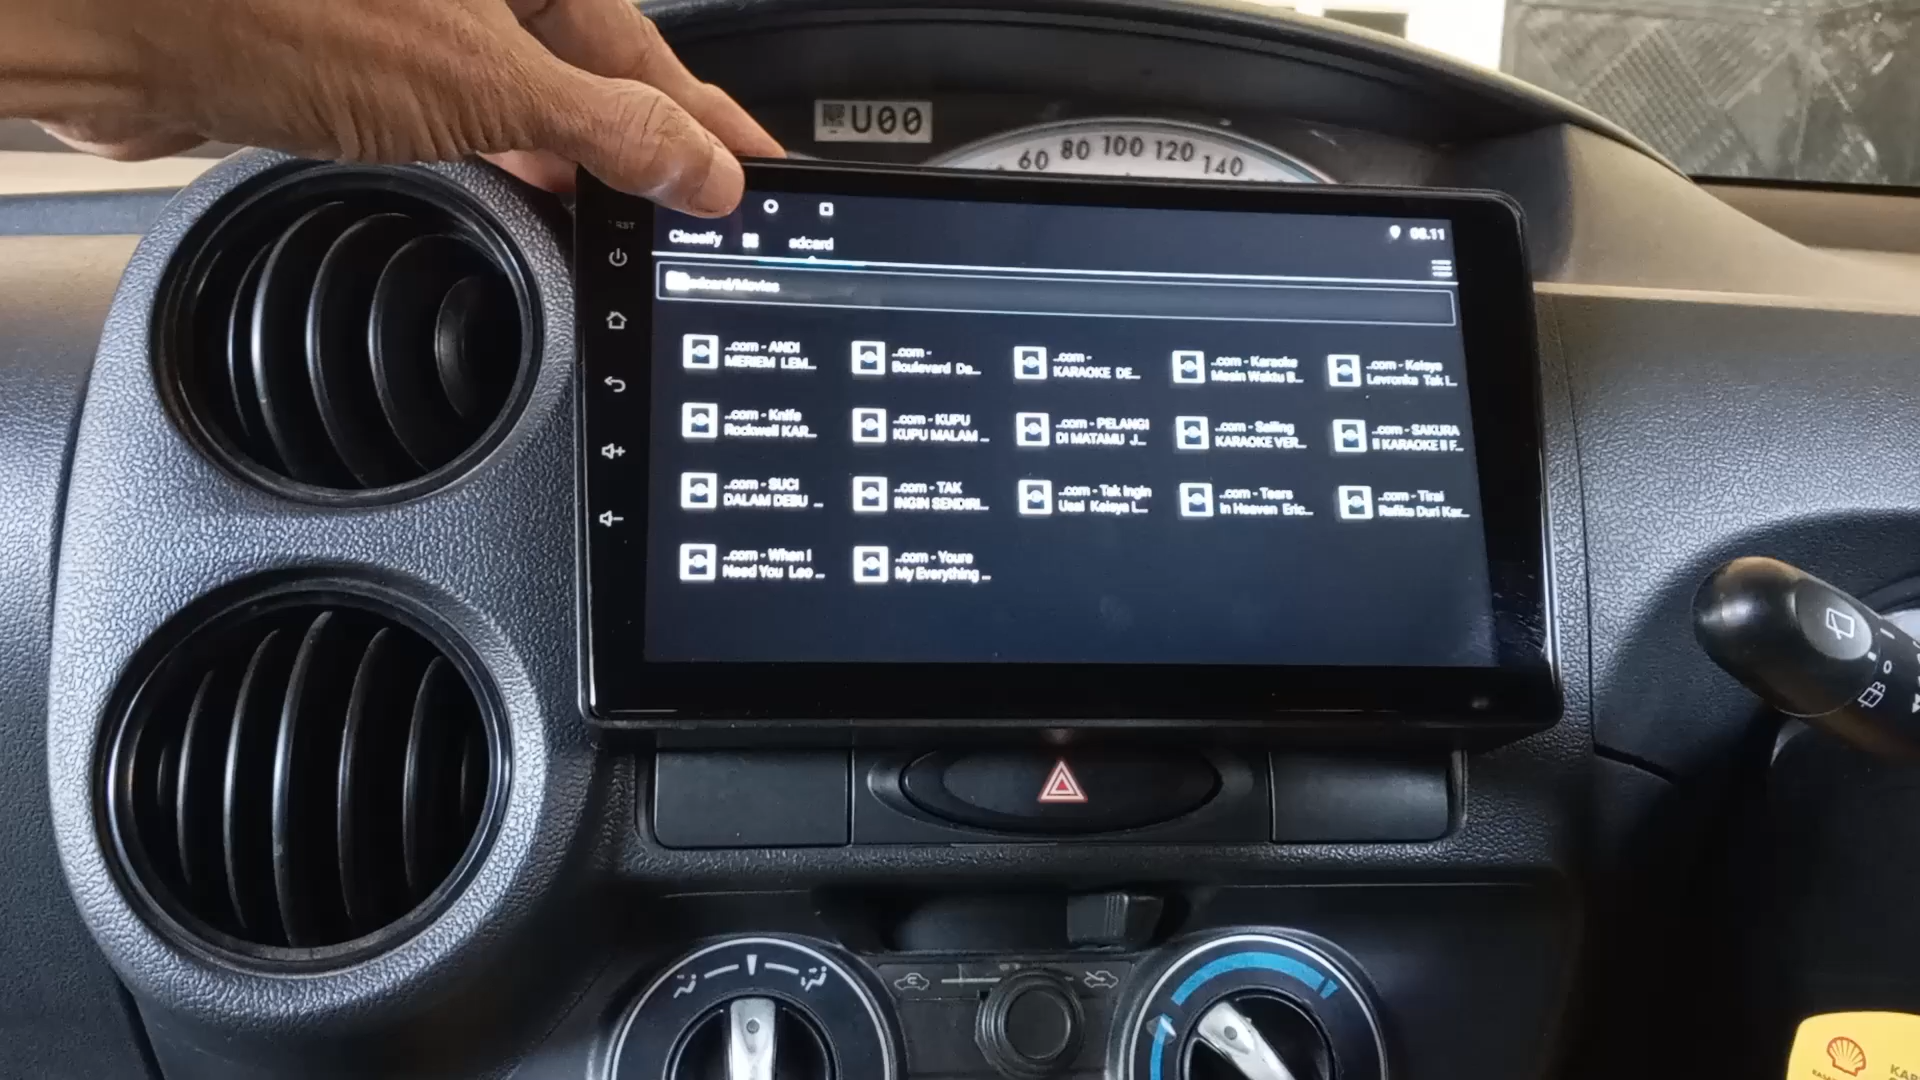 U00
60 80 100 120 140
RST
08.11
Classify
sdcard
sdcard/Movies
..com - ANDI
MERIEM LEM...
..com -
Boulevard De...
..com -
KARAOKE DE...
..com - Karaoke
Mesin Waktu B...
..com - Keisya
Levronka Tak I...
..com - Knife
Rockwell KAR...
..com - KUPU
KUPU MALAM ...
..com - PELANGI
DI MATAMU J...
..com - Sailing
KARAOKE VER...
..com - SAKURA
II KARAOKE II F...
..com - SUCI
DALAM DEBU ...
..com - TAK
INGIN SENDIRI...
..com - Tak Ingin
Usai Keisya L...
..com - Tears
In Heaven Eric...
..com - Tirai
Rafika Duri Kar...
..com - When I
Need You Leo ...
..com - Youre
My Everything ...